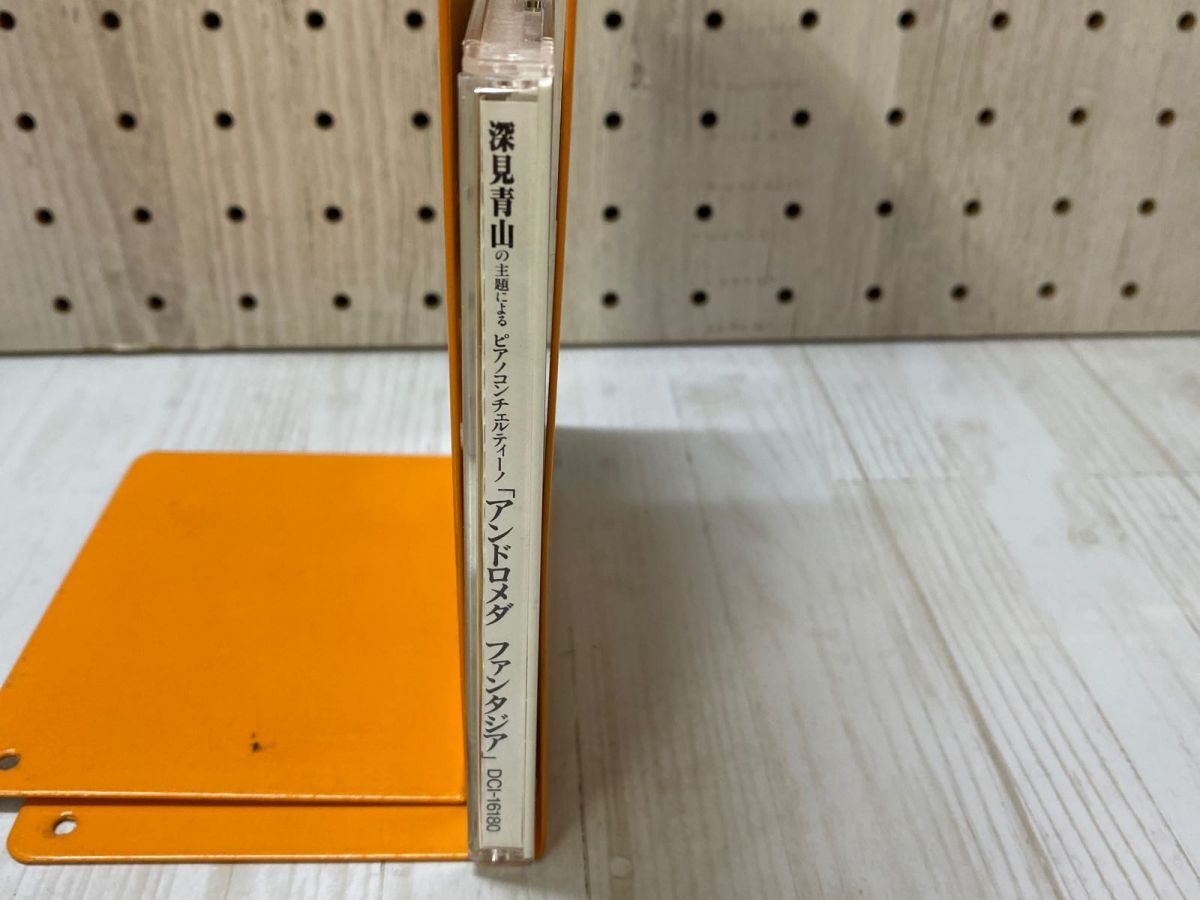 深見青山の主題による ピアノコンチェルティーノ「アンドロメダ ファンタジア」 DCI-16180